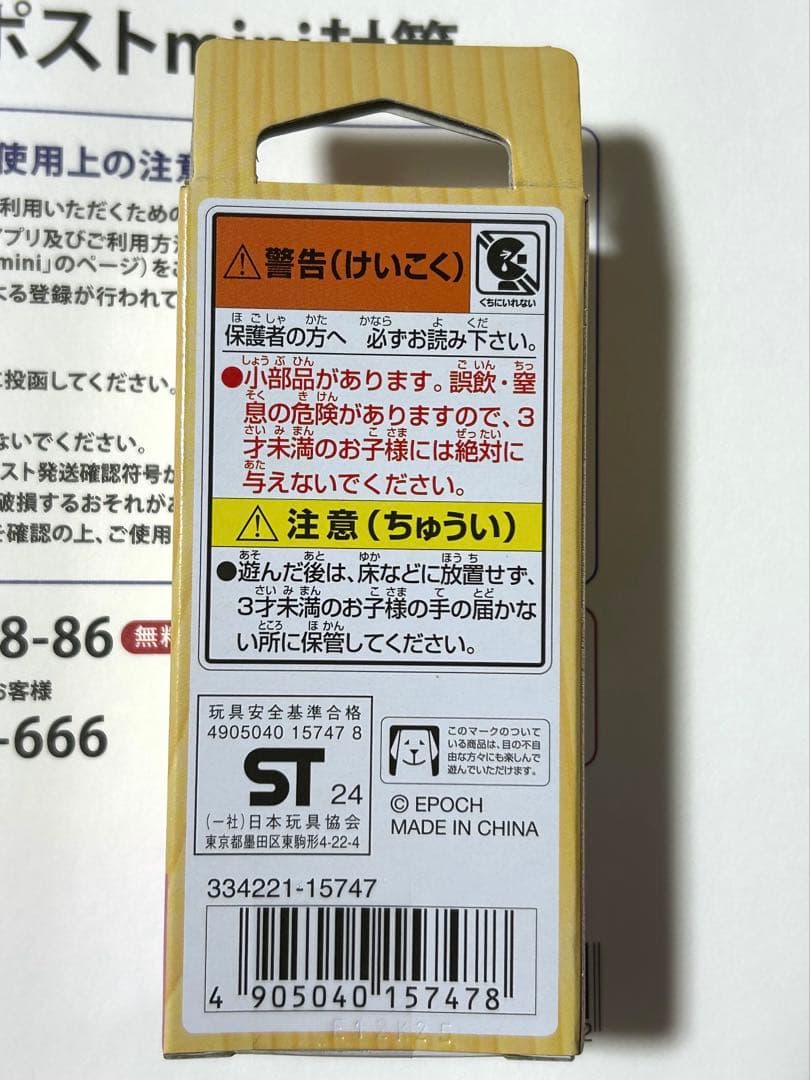 ポストmini封筒
使用上の注意
利用いただくための
mini」のページ)を
る登録が行われて
投函してください。
ないでください。
スト発送確認符号が
破損するおそれが
確認の上、ご使用
8-86
無料
お客様
-666
警告(けいこく)
くちにいれない
保護者の方へ 必ずお読み下さい。
●小部品があります。誤飲・窒
息の危険がありますので、3
才未満のお子様には絶対に
与えないでください。
注意(ちゅうい)
●遊んだ後は、床などに放置せず、
3才未満のお子様の手の届かな
い所に保管してください。
玩具安全基準合格
4905040 15747 8
ST 24
(一社)日本玩具協会
東京都墨田区東駒形4-22-4
このマークのついて
いる商品は、目の不自
由な方々にも楽しんで
遊んでいただけます。
© EPOCH
MADE IN CHINA
334221-15747
4 905040 157478